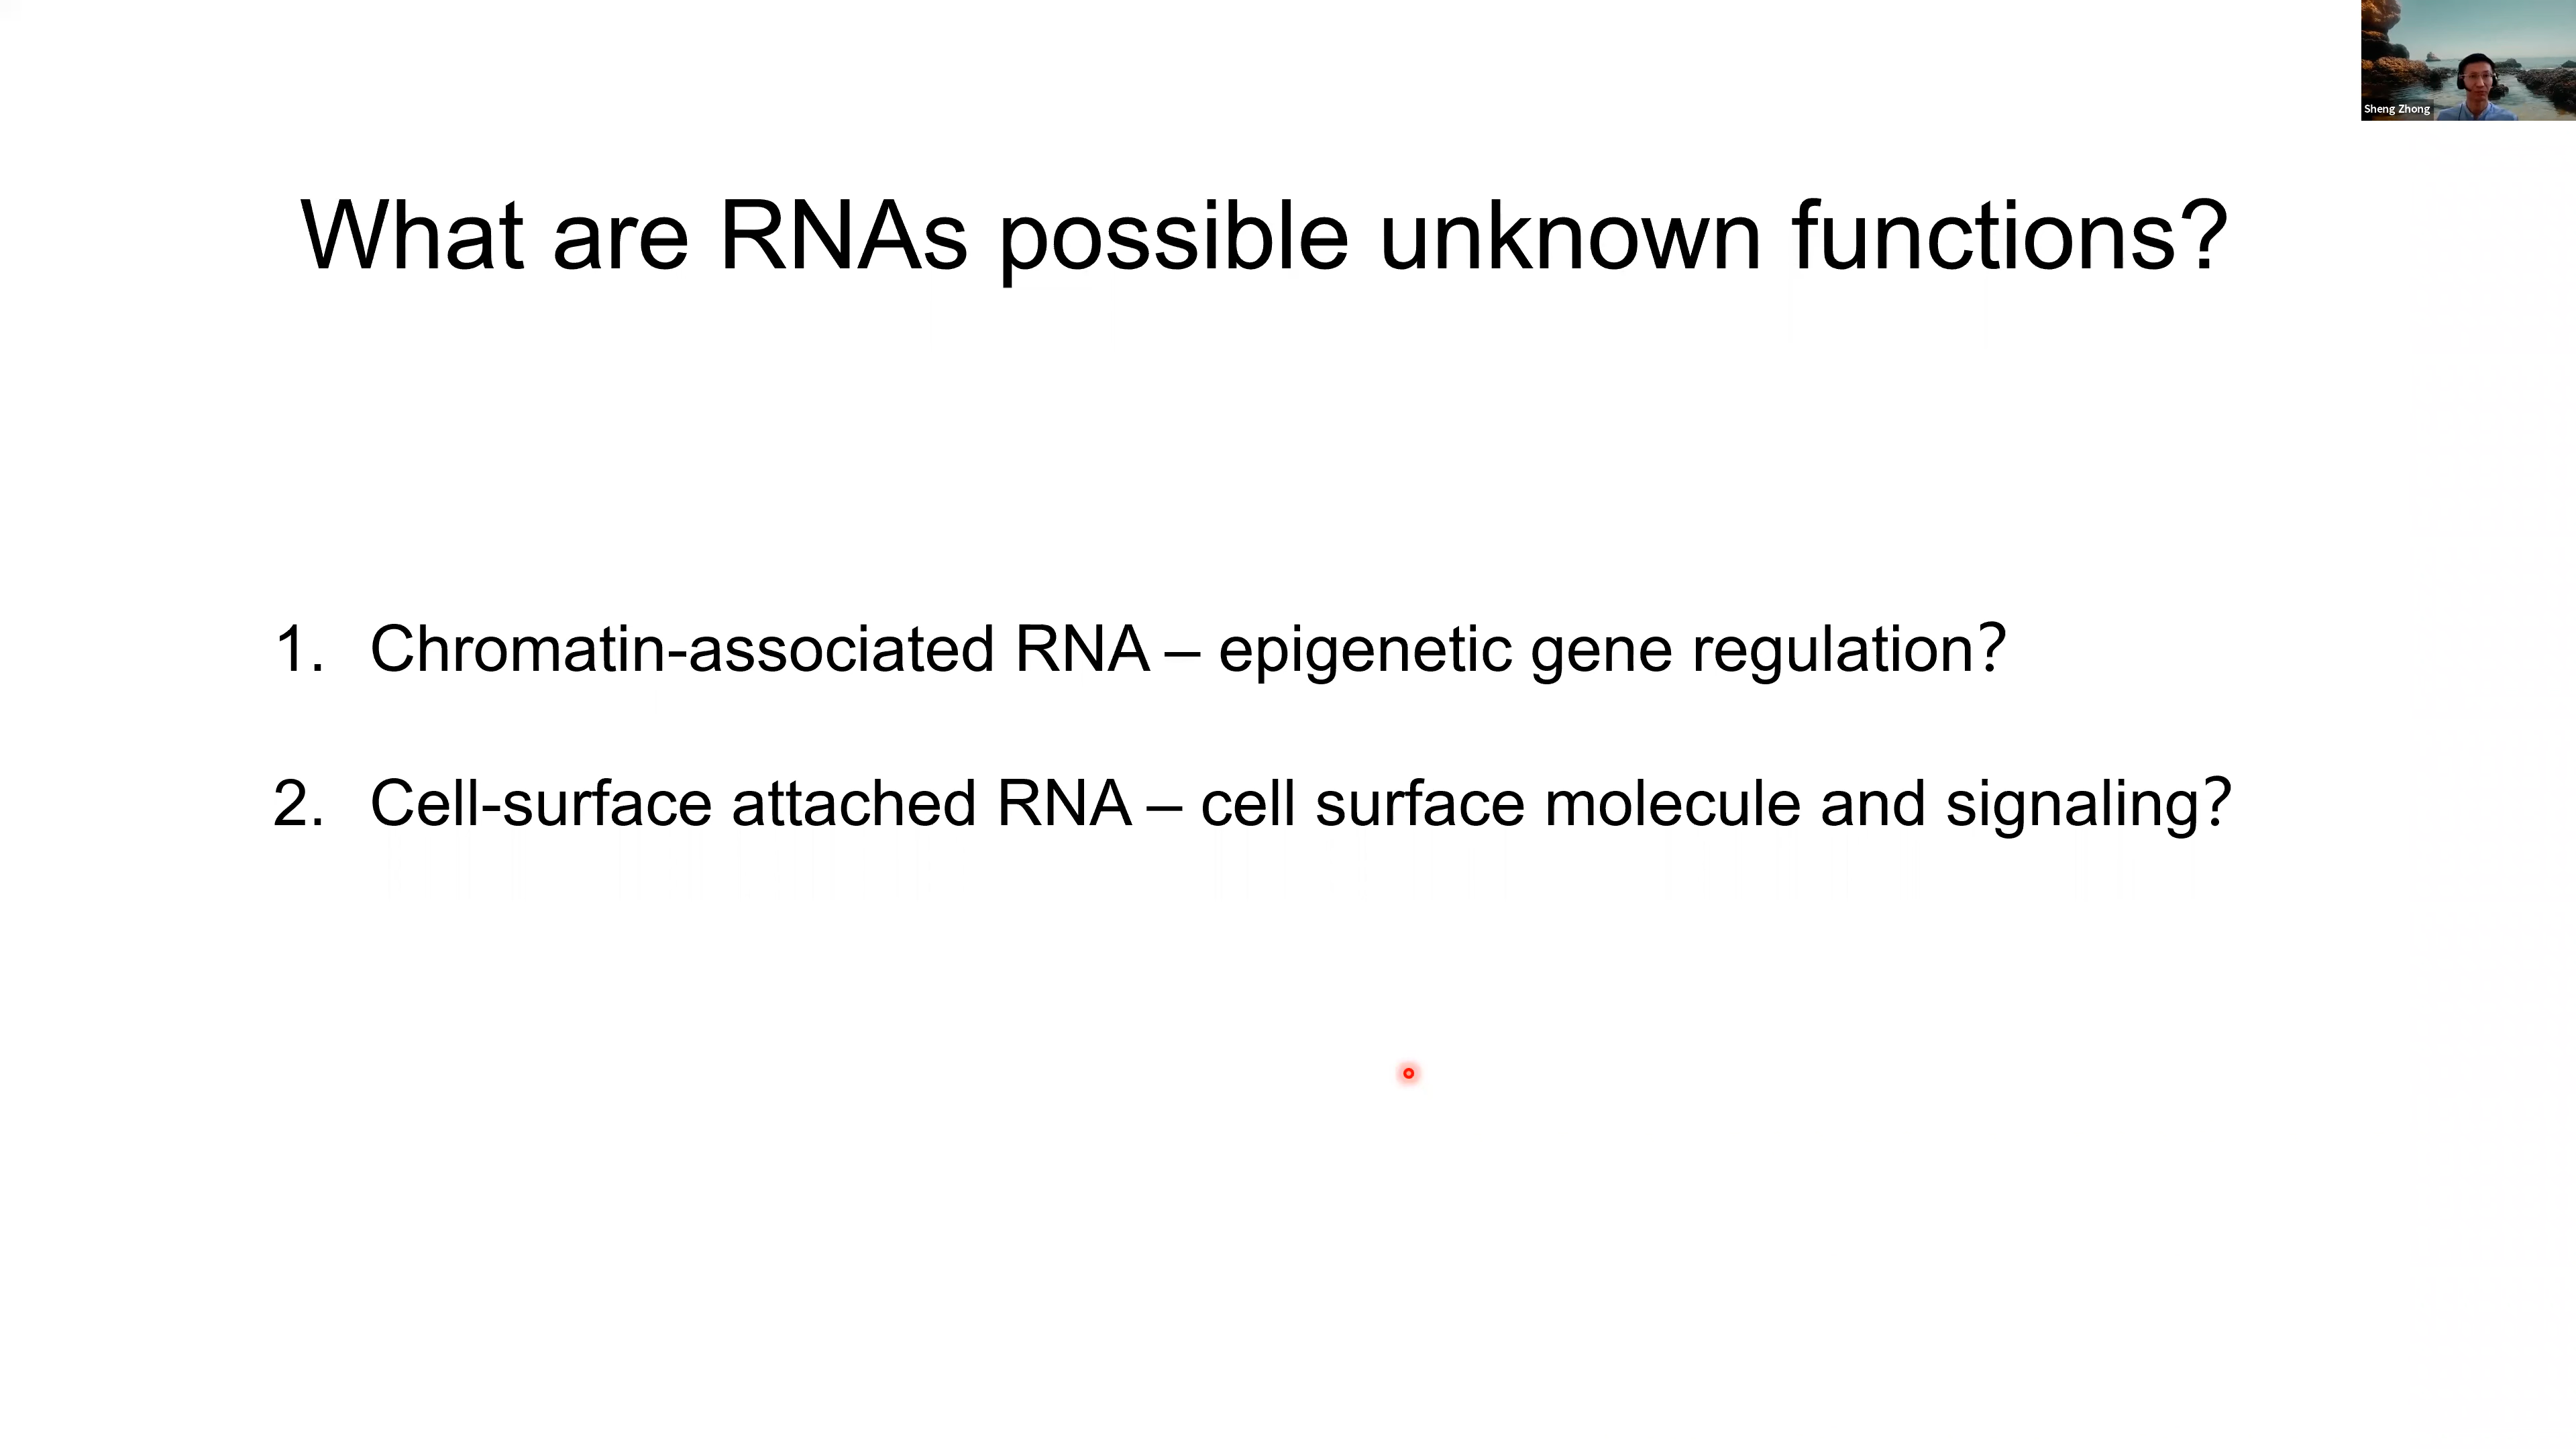 Sheng Zhong
What are RNAs possible unknown functions?
1. Chromatin-associated RNA – epigenetic gene regulation?
2. Cell-surface attached RNA – cell surface molecule and signaling?